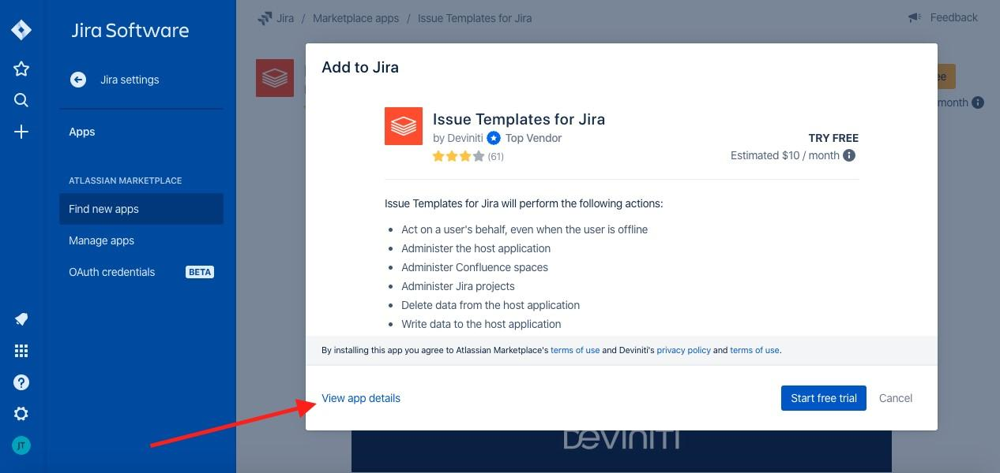 Jira Software
Jira settings
Apps
ATLASSIAN MARKETPLACE
Find new apps
Manage apps
OAuth credentials BETA
JT
Jira / Marketplace apps / Issue Templates for Jira
Feedback
ee
month
Add to Jira
Issue Templates for Jira
by Deviniti Top Vendor
(61)
TRY FREE
Estimated $10 / month
Issue Templates for Jira will perform the following actions:
• Act on a user's behalf, even when the user is offline
• Administer the host application
• Administer Confluence spaces
• Administer Jira projects
• Delete data from the host application
• Write data to the host application
By installing this app you agree to Atlassian Marketplace's terms of use and Deviniti's privacy policy and terms of use.
View app details
Start free trial
Cancel
Deviniti